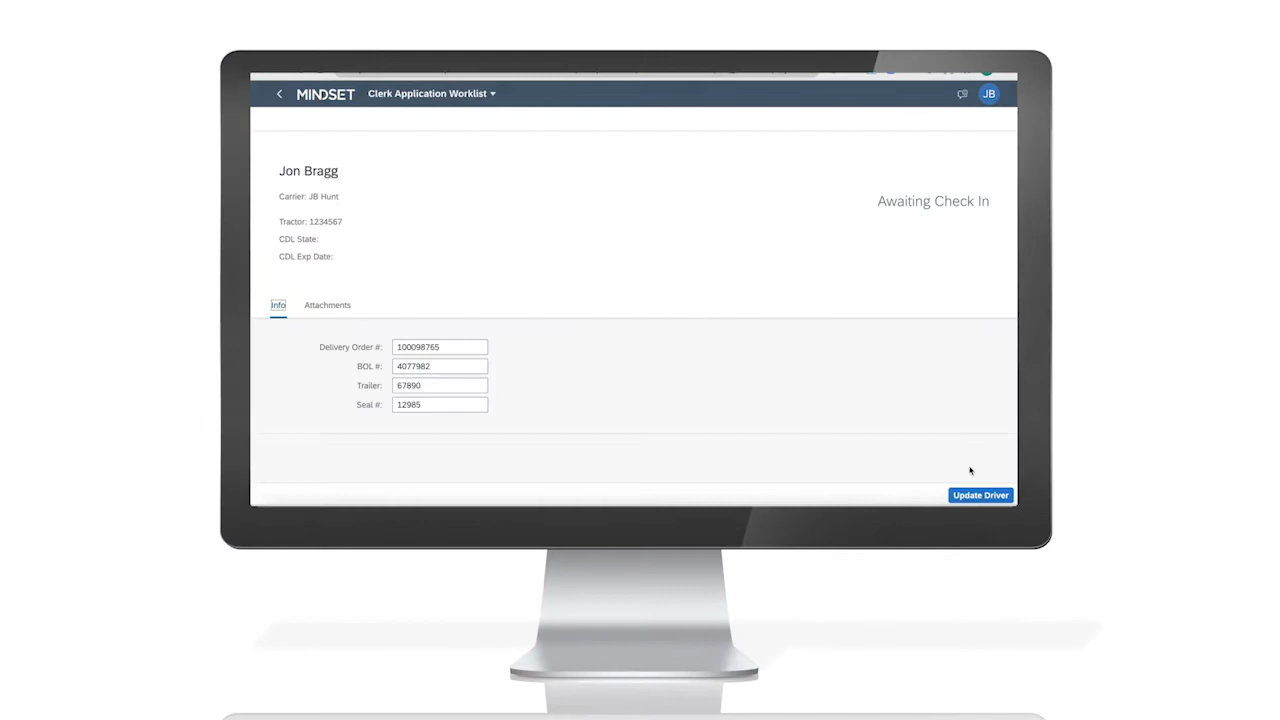 MINDSET Clerk Application Worklist JB
Jon Bragg
Carrier: JB Hunt
Awaiting Check In
Tractor: 1234567
CDL State:
CDL Exp Date:
Info Attachments
Delivery Order #: 100098765
BOL #: 4077982
Trailer: 67890
Seal #: 12985
Update Driver